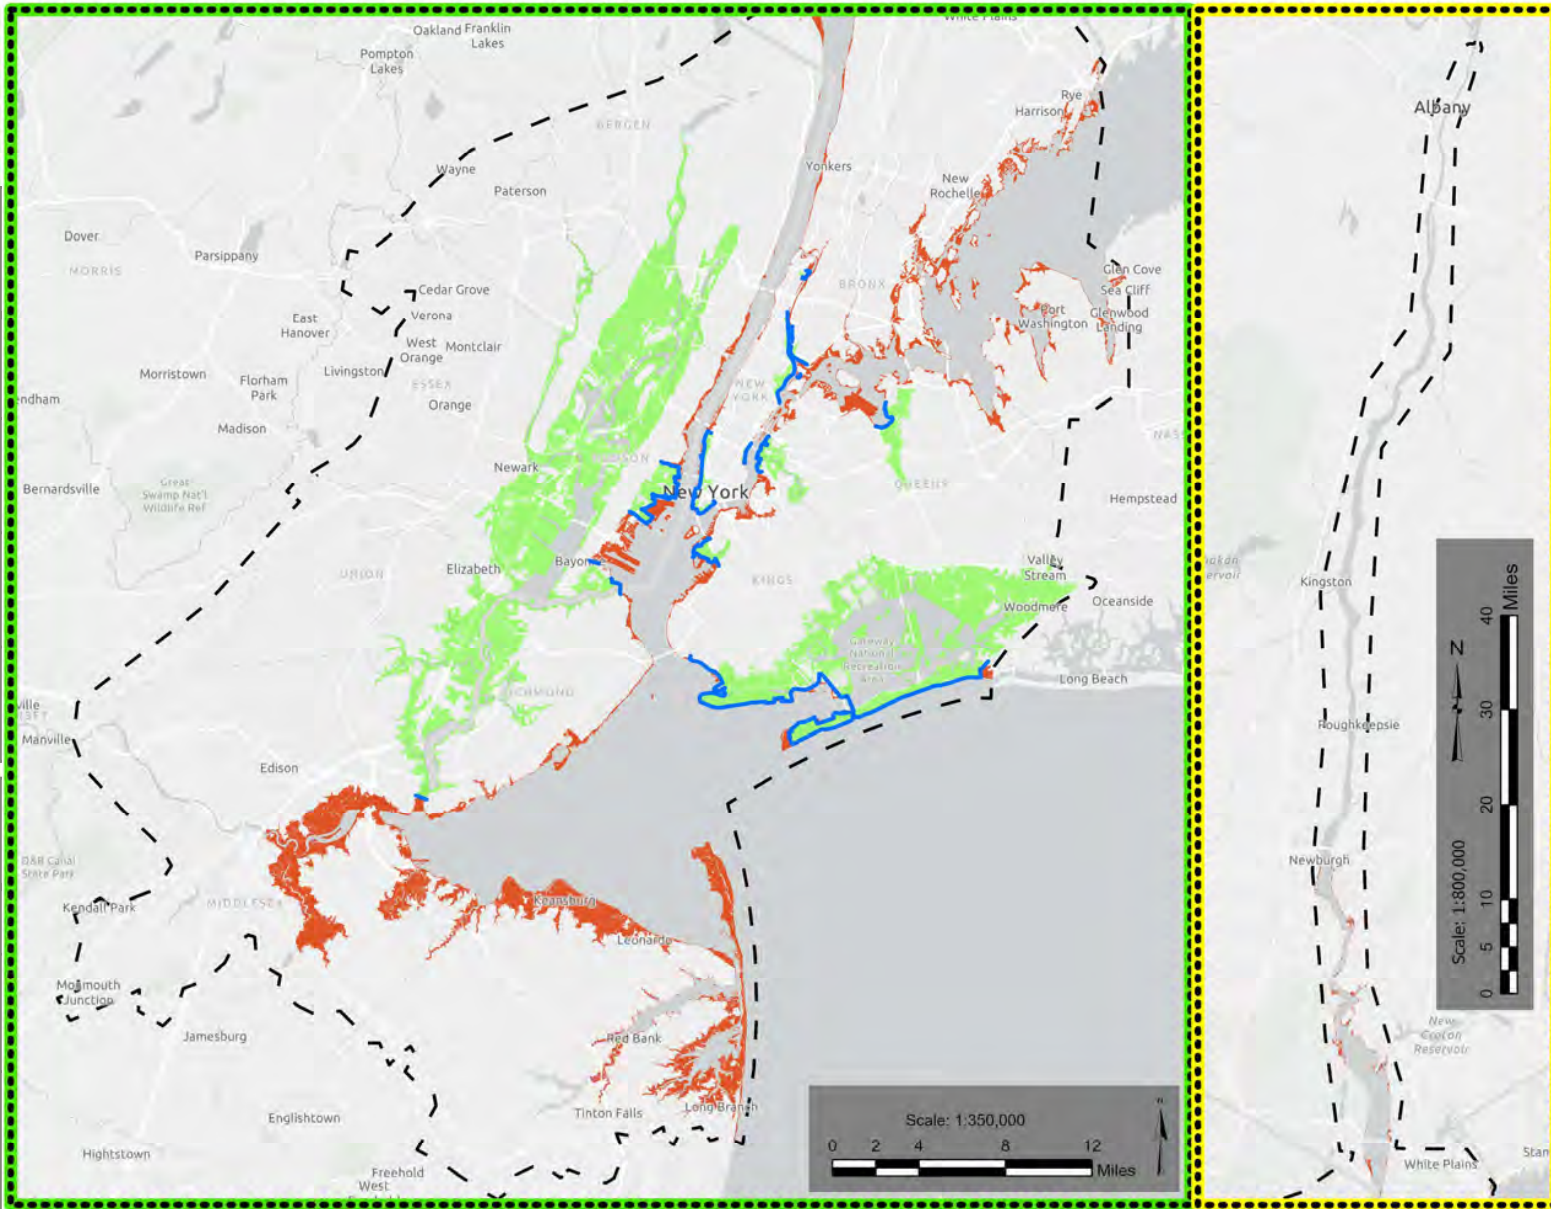 Oakland Franklin
Lakes
White Plains
Pompton
Lakes
BERGEN
Rye
Harrison
Albany
Wayne
Yonkers
Paterson
New
Rochelle
Dover
Parsippany
MORRIS
BRONX
Glen Cove
Sea Cliff
Cedar Grove
Port
Washington
Glenwood
Landing
East
Hanover
Verona
West
Orange
Montclair
Morristown
Florham
Park
Livingston
ESSEX
Orange
NEW
YORK
endham
Madison
NAS
Newark
HUDSON
Bernardsville
Great
Swamp Nat'l
Wildlife Ref
New York
QUEENS
Hempstead
Elizabeth
Bayon
UNION
KINGS
Valley
Stream
Woodmere
Oceanside
ervoir
Kingston
Gateway
National
Recreation
Area
Long Beach
RICHMOND
ville
Manville
Poughkeepsie
Edison
D&R Canal
State Park
Newburgh
Kendall Park
MIDDLESEX
Keansburg
Leonardo
Monmouth
Junction
Jamesburg
Red Bank
New
Croton
Reservoir
Tinton Falls
Long Branch
Englishtown
Hightstown
Freehold
West
White Plains
Stan
Scale: 1:350,000
0 2 4 8 12
Miles
N
Scale: 1:800,000
0 5 10 20 30 40
Miles